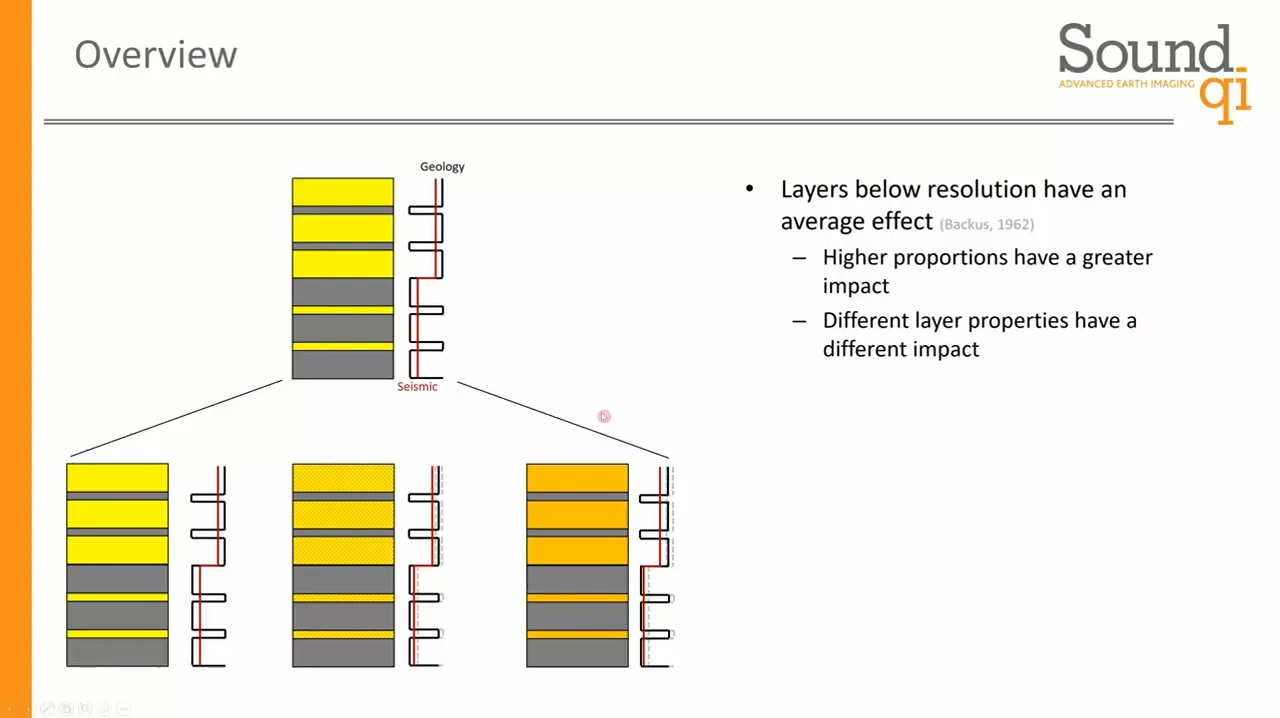 Overview
Sound
ADVANCED EARTH IMAGING
qi
Geology
Seismic
• Layers below resolution have an
average effect (Backus, 1962)
– Higher proportions have a greater
impact
– Different layer properties have a
different impact